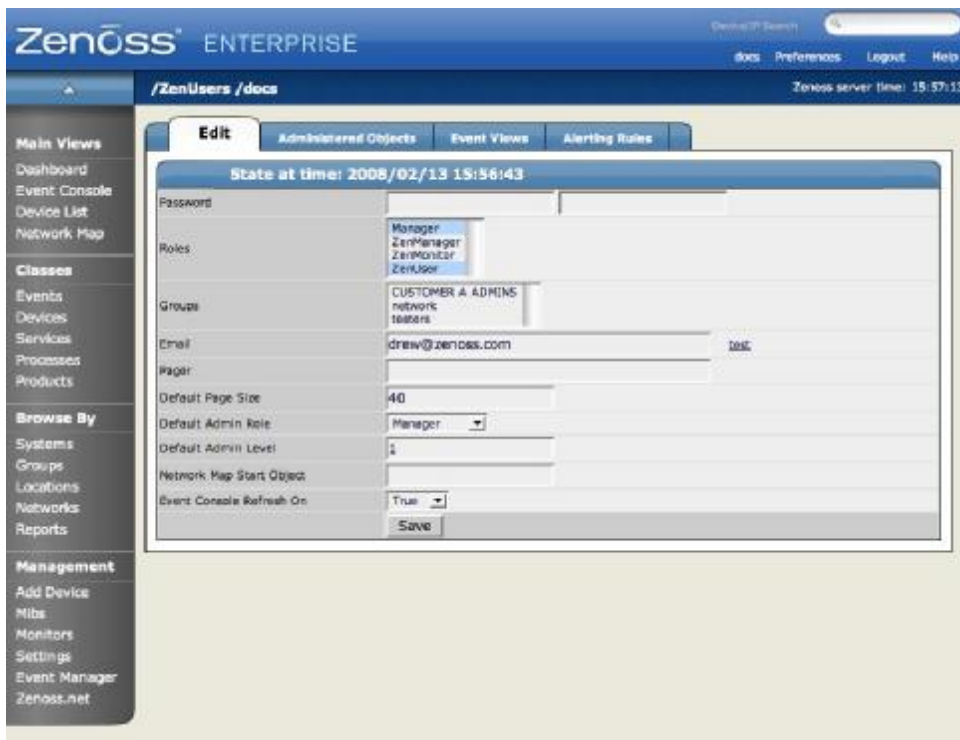 Zenōss ENTERPRISE
Device/IP Search
docs Preferences Logout Help
/ZenUsers /docs
Zenoss server time: 15:57:13
Main Views
Dashboard
Event Console
Device List
Network Map
Classes
Events
Devices
Services
Processes
Products
Browse By
Systems
Groups
Locations
Networks
Reports
Management
Add Device
Mibs
Monitors
Settings
Event Manager
Zenoss.net
Edit
Administered Objects
Event Views
Alerting Rules
State at time: 2008/02/13 15:56:43
Password
Roles
Manager
ZenManager
ZenMonitor
ZenUser
Groups
CUSTOMER A ADMINS
network
testers
Email
drew@zenoss.com
test
Pager
Default Page Size
40
Default Admin Role
Manager
Default Admin Level
1
Network Map Start Object
Event Console Refresh On
True
Save